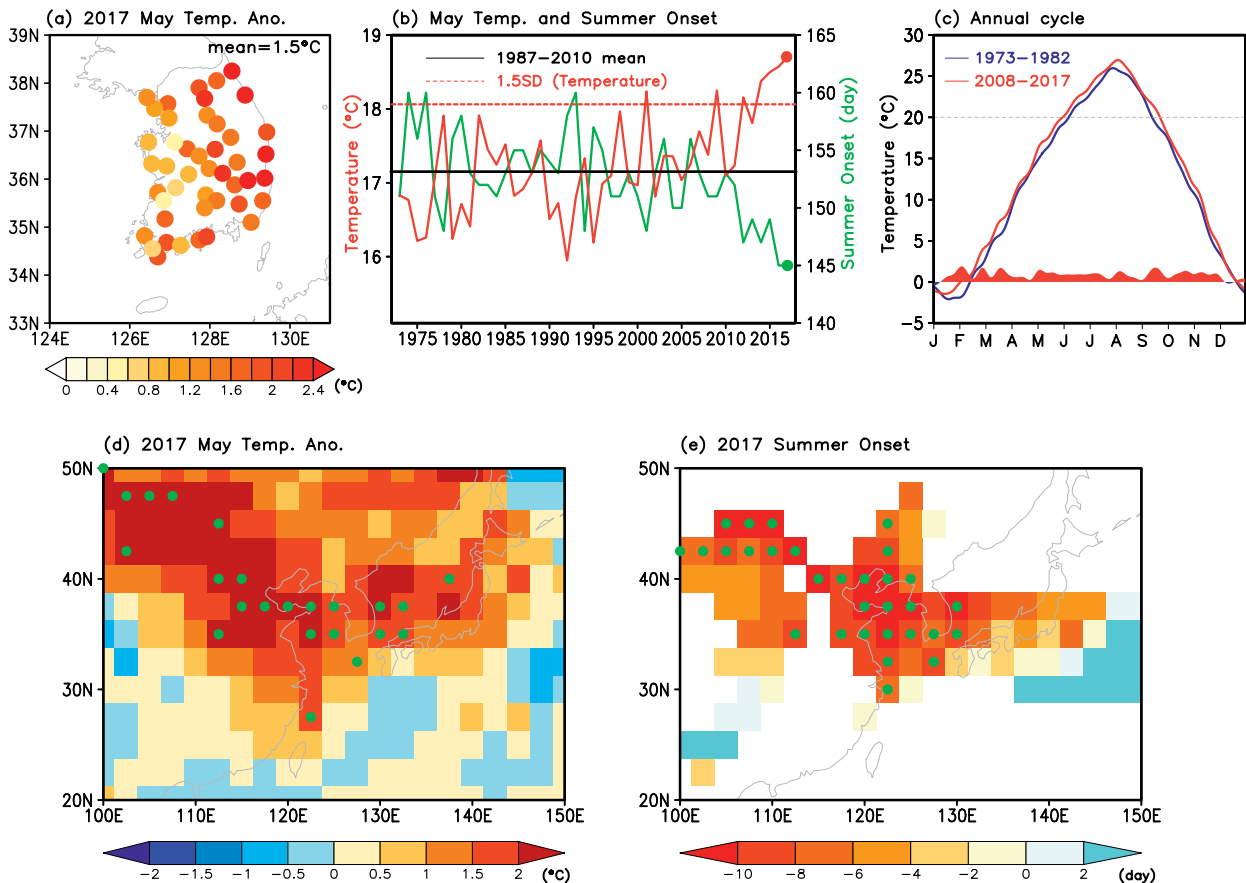 (a) 2017 May Temp. Ano.
mean=1.5°C
39N
38N
37N
36N
35N
34N
33N
124E 126E 128E 130E
0 0.4 0.8 1.2 1.6 2 2.4 (°C)
(b) May Temp. and Summer Onset
1987-2010 mean
1.5SD (Temperature)
Temperature (°C)
19
18
17
16
Summer Onset (day)
165
160
155
150
145
140
1975 1980 1985 1990 1995 2000 2005 2010 2015
(c) Annual cycle
1973-1982
2008-2017
Temperature (°C)
30
25
20
15
10
5
0
-5
J F M A M J J A S O N D
(d) 2017 May Temp. Ano.
50N
40N
30N
20N
100E 110E 120E 130E 140E 150E
-2 -1.5 -1 -0.5 0 0.5 1 1.5 2 (°C)
(e) 2017 Summer Onset
50N
40N
30N
20N
100E 110E 120E 130E 140E 150E
-10 -8 -6 -4 -2 0 2 (day)